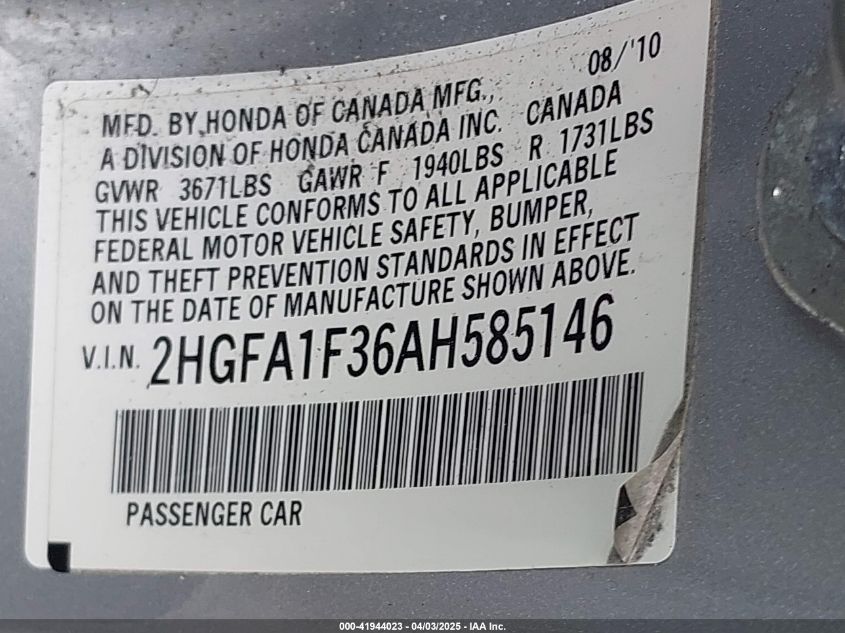 08/'10
MFD. BY HONDA OF CANADA MFG.,
A DIVISION OF HONDA CANADA INC. CANADA
GVWR 3671LBS GAWR F 1940LBS R 1731LBS
THIS VEHICLE CONFORMS TO ALL APPLICABLE
FEDERAL MOTOR VEHICLE SAFETY, BUMPER,
AND THEFT PREVENTION STANDARDS IN EFFECT
ON THE DATE OF MANUFACTURE SHOWN ABOVE.
V.I.N. 2HGFA1F36AH585146
PASSENGER CAR
000-41944023 - 04/03/2025 - IAA Inc.